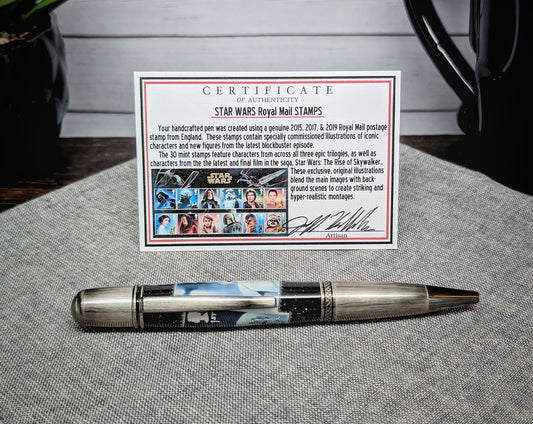 CERTIFICATE
OF AUTHENTICITY
STAR WARS Royal Mail STAMPS
Your handcrafted pen was created using a genuine 2015, 2017, & 2019 Royal Mail postage
stamp from England. These stamps contain specially commissioned illustrations of iconic
characters and new figures from the latest blockbuster episode.
The 30 mint stamps feature characters from across all three epic trilogies, as well as
characters from the the latest and final film in the saga, Star Wars: The Rise of Skywalker.
These exclusive, original illustrations
blend the main images with back-
ground scenes to create striking and
hyper-realistic montages.
STAR
WARS
Artisan